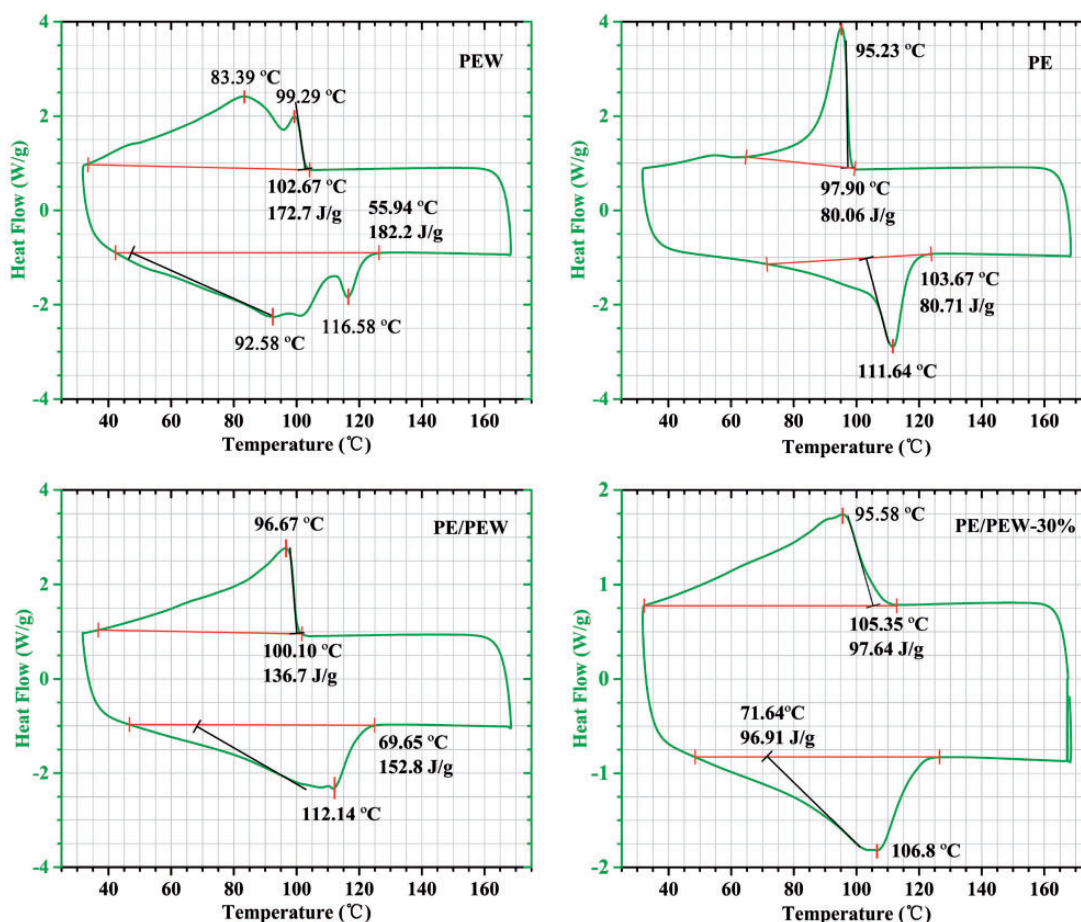 PEW
83.39 ºC
99.29 ºC
102.67 ºC
172.7 J/g
55.94 ºC
182.2 J/g
92.58 ºC
116.58 ºC
4
2
0
-2
-4
Heat Flow (W/g)
40 60 80 100 120 140 160
Temperature (℃)
PE
95.23 ºC
97.90 ºC
80.06 J/g
103.67 ºC
80.71 J/g
111.64 ºC
4
2
0
-2
-4
Heat Flow (W/g)
40 60 80 100 120 140 160
Temperature (℃)
PE/PEW
96.67 ºC
100.10 ºC
136.7 J/g
69.65 ºC
152.8 J/g
112.14 ºC
4
2
0
-2
-4
Heat Flow (W/g)
40 60 80 100 120 140 160
Temperature (℃)
PE/PEW-30%
95.58 ºC
105.35 ºC
97.64 J/g
71.64ºC
96.91 J/g
106.8 ºC
2
1
0
-1
-2
Heat Flow (W/g)
40 60 80 100 120 140 160
Temperature (℃)